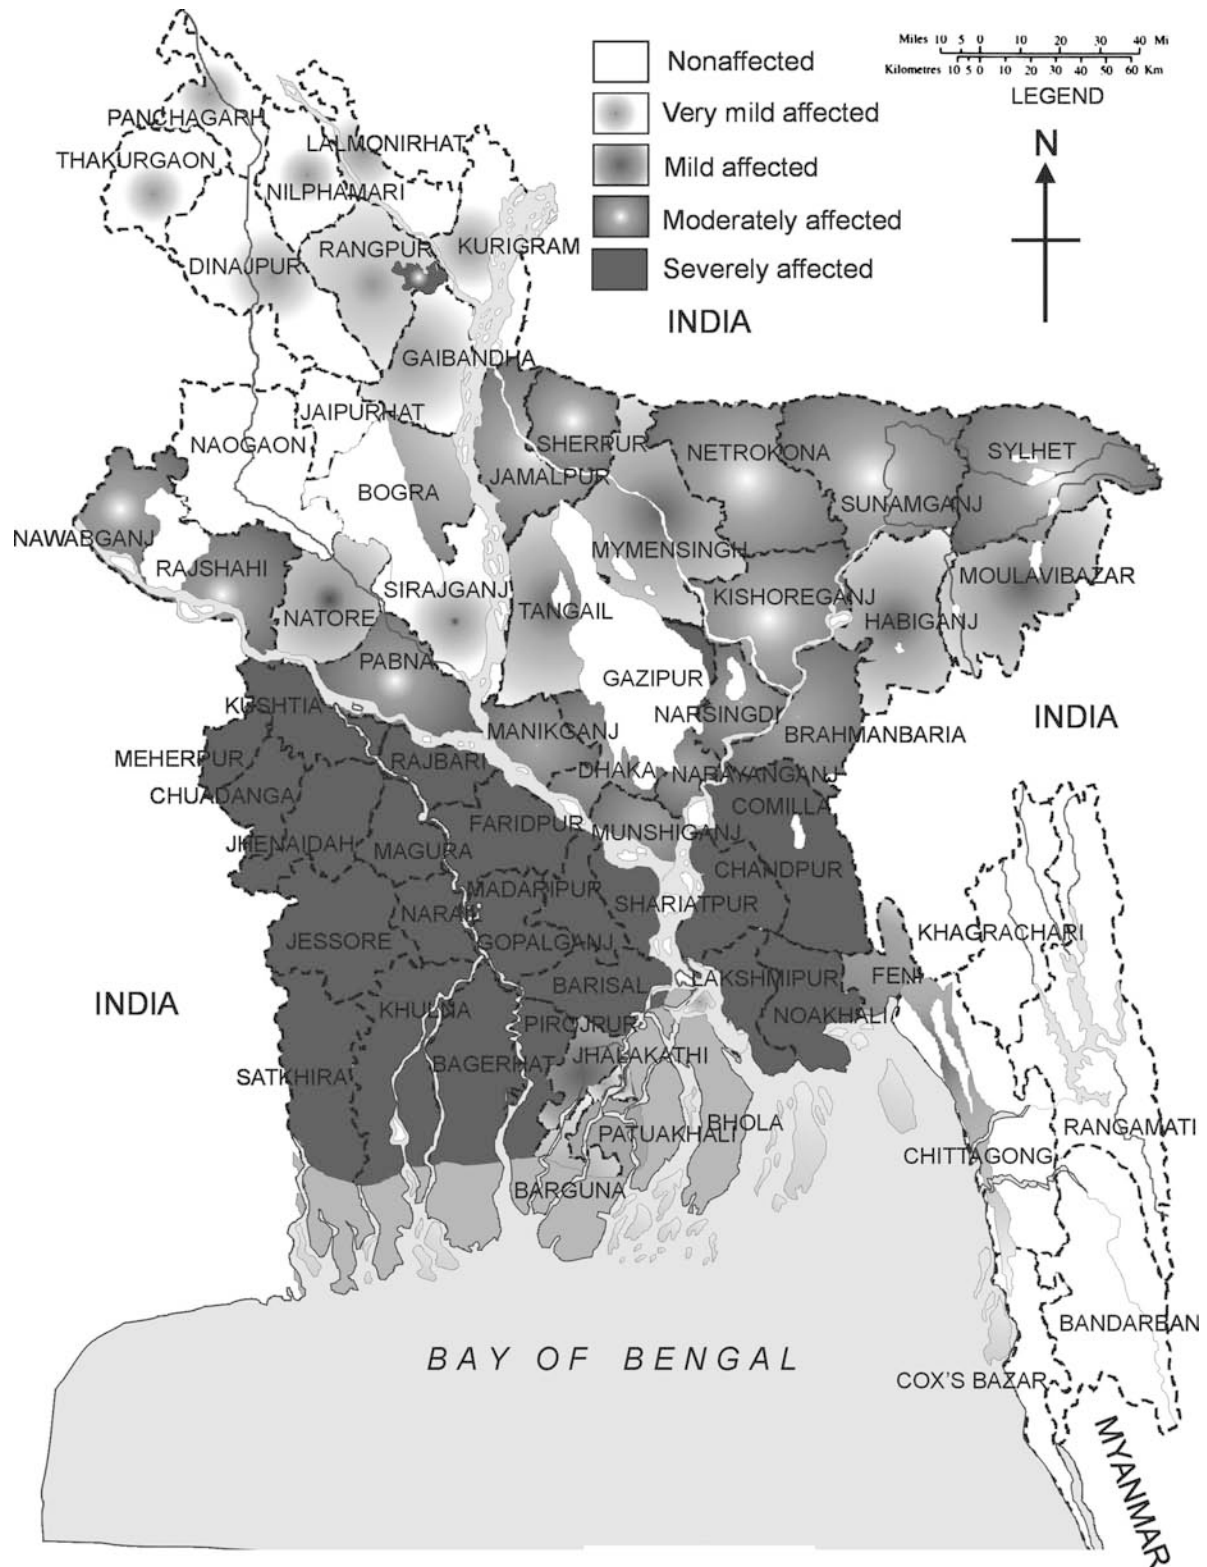 Miles 10 5 0 10 20 30 40 Mi
Kilometres 10 5 0 10 20 30 40 50 60 Km
LEGEND
N
Nonaffected
Very mild affected
Mild affected
Moderately affected
Severely affected
INDIA
PANCHAGARH
LALMONIRHAT
THAKURGAON
NILPHAMARI
RANGPUR
KURIGRAM
DINAJPUR
GAIBANDHA
JAIPURHAT
NAOGAON
SHERPUR
NETROKONA
SYLHET
JAMALPUR
BOGRA
SUNAMGANJ
NAWABGANJ
MYMENSINGH
RAJSHAHI
MOULAVIBAZAR
SIRAJGANJ
KISHOREGANJ
NATORE
TANGAIL
HABIGANJ
PABNA
GAZIPUR
KUSHTIA
NARSINGDI
INDIA
MANIKGANJ
BRAHMANBARIA
MEHERPUR
RAJBARI
DHAKA
NARAYANGANJ
CHUADANGA
COMILLA
FARIDPUR
MUNSHIGANJ
JHENAIDAH
MAGURA
CHANDPUR
MADARIPUR
SHARIATPUR
NARAIL
KHAGRACHARI
JESSORE
GOPALGANJ
BARISAL
LAKSHMIPUR
FENI
INDIA
KHULNA
PIROJRUR
NOAKHALI
JHALAKATHI
BAGERHAT
SATKHIRA
BHOLA
PATUAKHALI
RANGAMATI
CHITTAGONG
BARGUNA
BANDARBAN
BAY OF BENGAL
COX'S BAZAR
MYANMAR